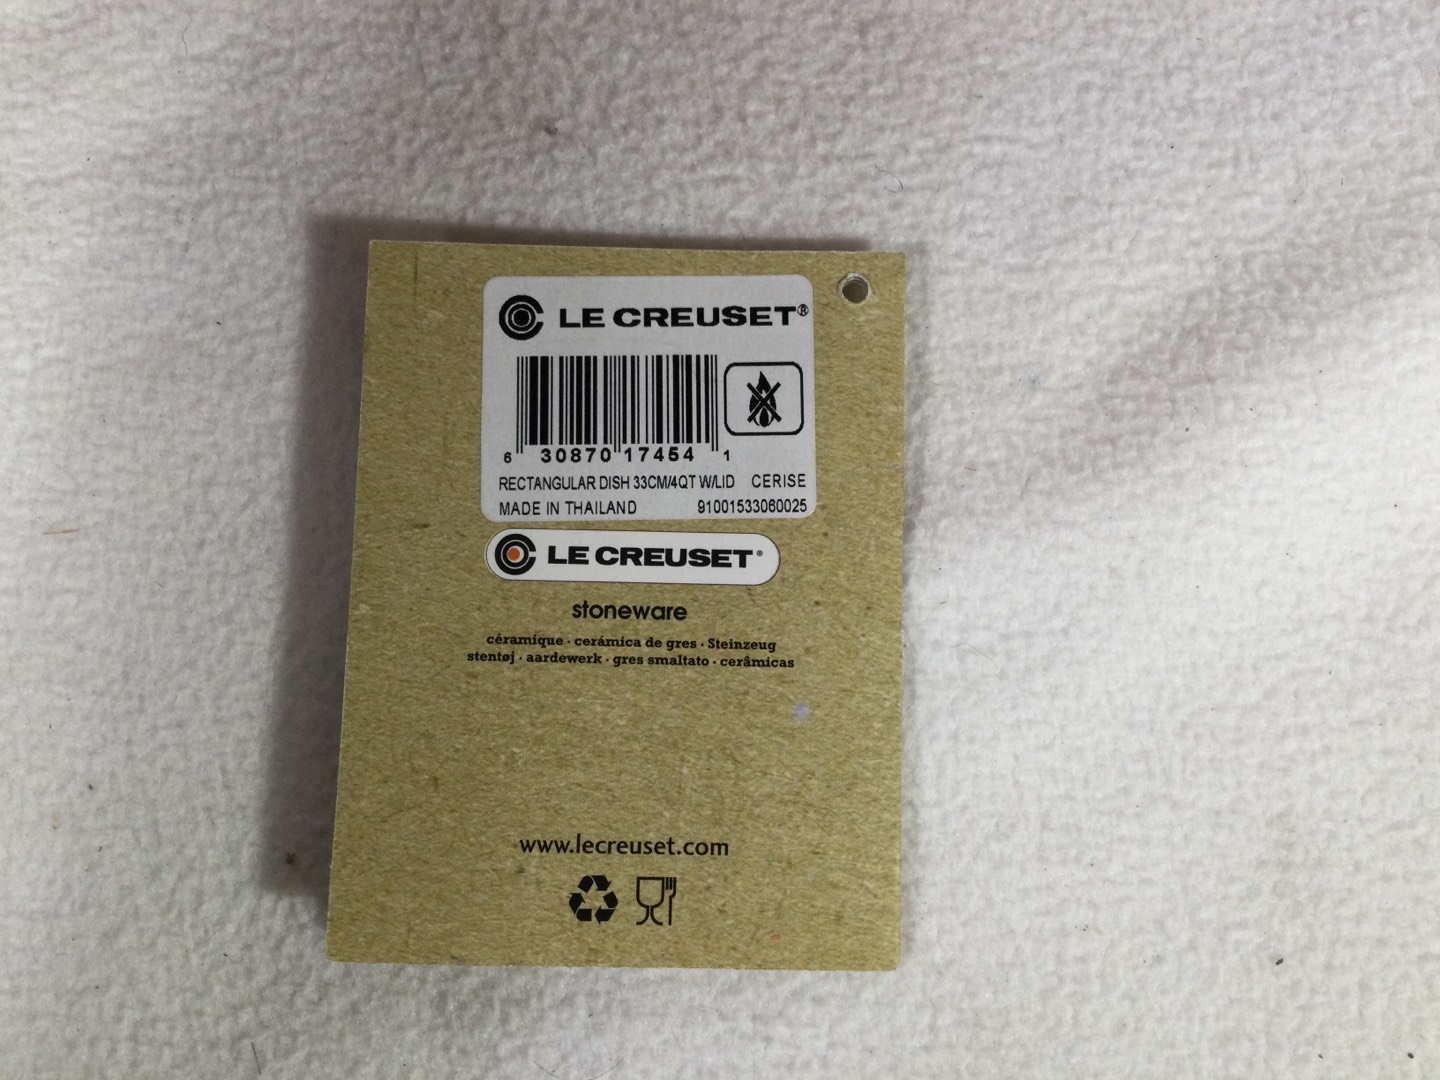 LE CREUSET®
6 30870 17454 1
RECTANGULAR DISH 33CM/4QT W/LID CERISE
MADE IN THAILAND 91001533060025
LE CREUSET®
stoneware
céramique · cerámica de gres · Steinzeug
stentøj · aardewerk · gres smaltato · cerâmicas
www.lecreuset.com